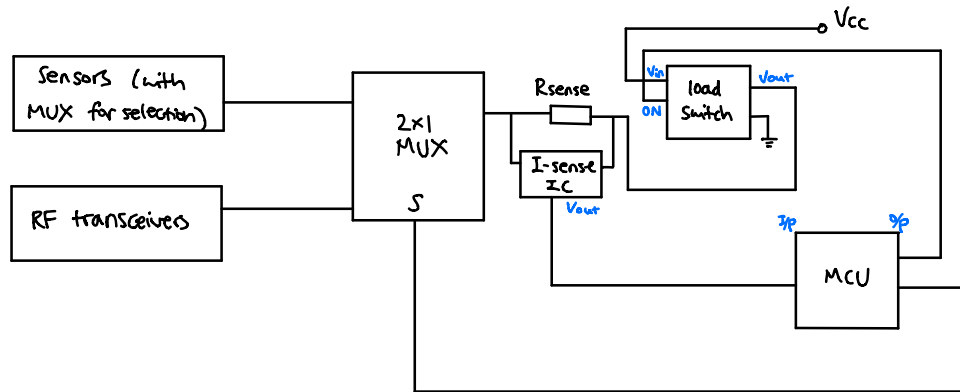 Vcc
Sensors (with
MUX for selection)
2x1
MUX
S
Rsense
I-sense
IC
Vout
Vin
ON
load
switch
Vout
RF transceivers
I/p
O/p
MCU